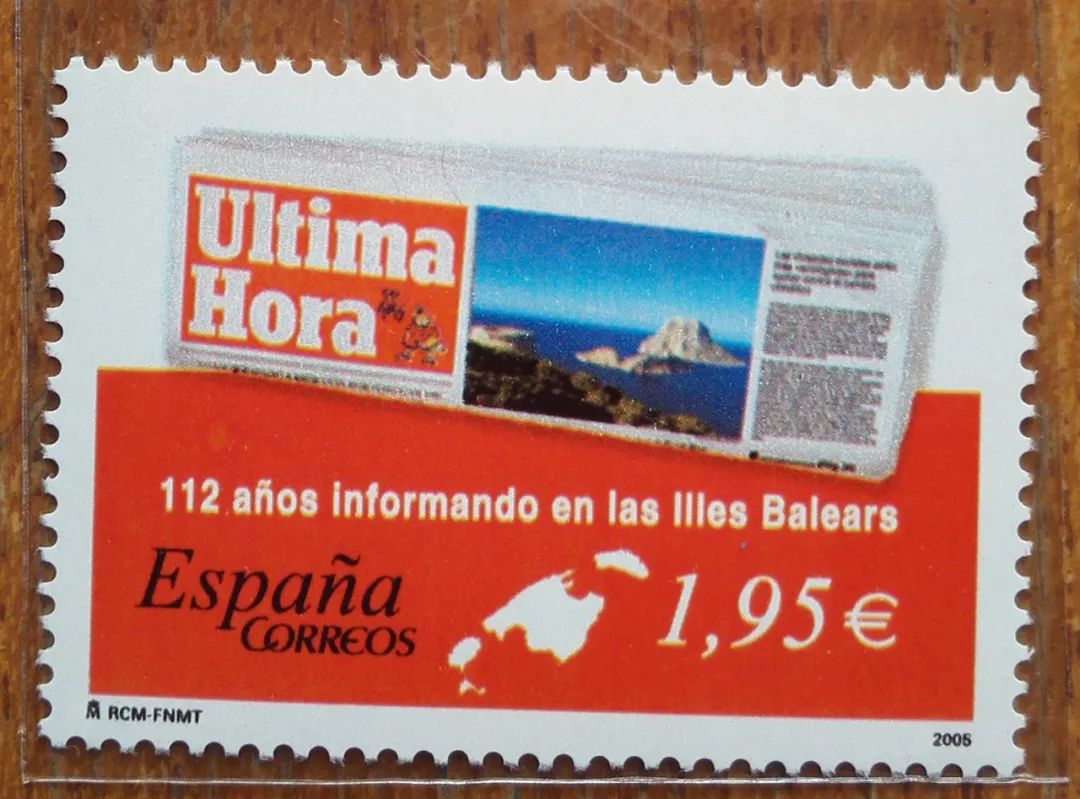 Ultima
Hora
112 años informando en las Illes Balears
España
CORREOS
1,95 €
RCM-FNMT
2005